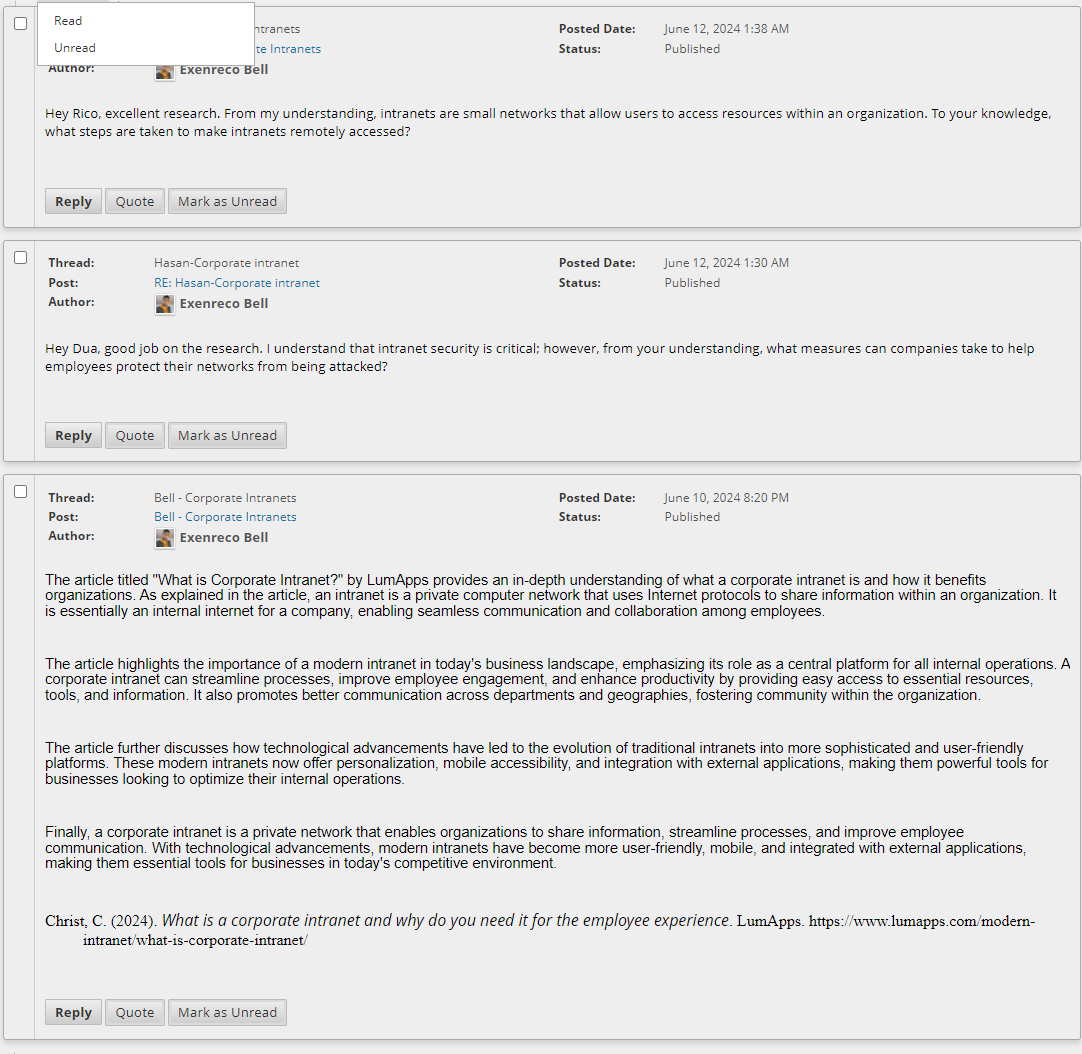 Read
Unread
ntranets
Posted Date: June 12, 2024 1:38 AM
te Intranets
Status: Published
Author: Exenreco Bell
Hey Rico, excellent research. From my understanding, intranets are small networks that allow users to access resources within an organization. To your knowledge,
what steps are taken to make intranets remotely accessed?
Reply Quote Mark as Unread
Thread: Hasan-Corporate intranet Posted Date: June 12, 2024 1:30 AM
Post: RE: Hasan-Corporate intranet Status: Published
Author: Exenreco Bell
Hey Dua, good job on the research. I understand that intranet security is critical; however, from your understanding, what measures can companies take to help
employees protect their networks from being attacked?
Reply Quote Mark as Unread
Thread: Bell - Corporate Intranets Posted Date: June 10, 2024 8:20 PM
Post: Bell - Corporate Intranets Status: Published
Author: Exenreco Bell
The article titled "What is Corporate Intranet?" by LumApps provides an in-depth understanding of what a corporate intranet is and how it benefits
organizations. As explained in the article, an intranet is a private computer network that uses Internet protocols to share information within an organization. It
is essentially an internal internet for a company, enabling seamless communication and collaboration among employees.
The article highlights the importance of a modern intranet in today's business landscape, emphasizing its role as a central platform for all internal operations. A
corporate intranet can streamline processes, improve employee engagement, and enhance productivity by providing easy access to essential resources,
tools, and information. It also promotes better communication across departments and geographies, fostering community within the organization.
The article further discusses how technological advancements have led to the evolution of traditional intranets into more sophisticated and user-friendly
platforms. These modern intranets now offer personalization, mobile accessibility, and integration with external applications, making them powerful tools for
businesses looking to optimize their internal operations.
Finally, a corporate intranet is a private network that enables organizations to share information, streamline processes, and improve employee
communication. With technological advancements, modern intranets have become more user-friendly, mobile, and integrated with external applications,
making them essential tools for businesses in today's competitive environment.
Christ, C. (2024). What is a corporate intranet and why do you need it for the employee experience. LumApps. https://www.lumapps.com/modern-
intranet/what-is-corporate-intranet/
Reply Quote Mark as Unread